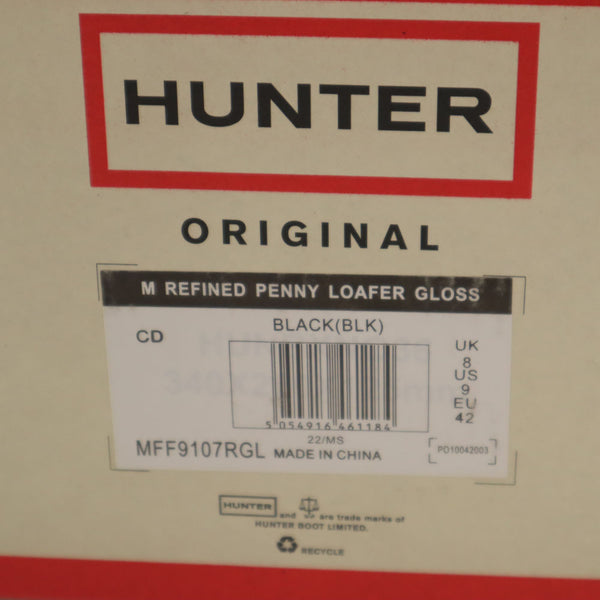 HUNTER
ORIGINAL
M REFINED PENNY LOAFER GLOSS
BLACK(BLK)
CD
UK
8
US
9
EU
42
5 054916 461184
22/MS
MFF9107RGL MADE IN CHINA
PO10042003
HUNTER and are trade marks of
HUNTER BOOT LIMITED.
RECYCLE